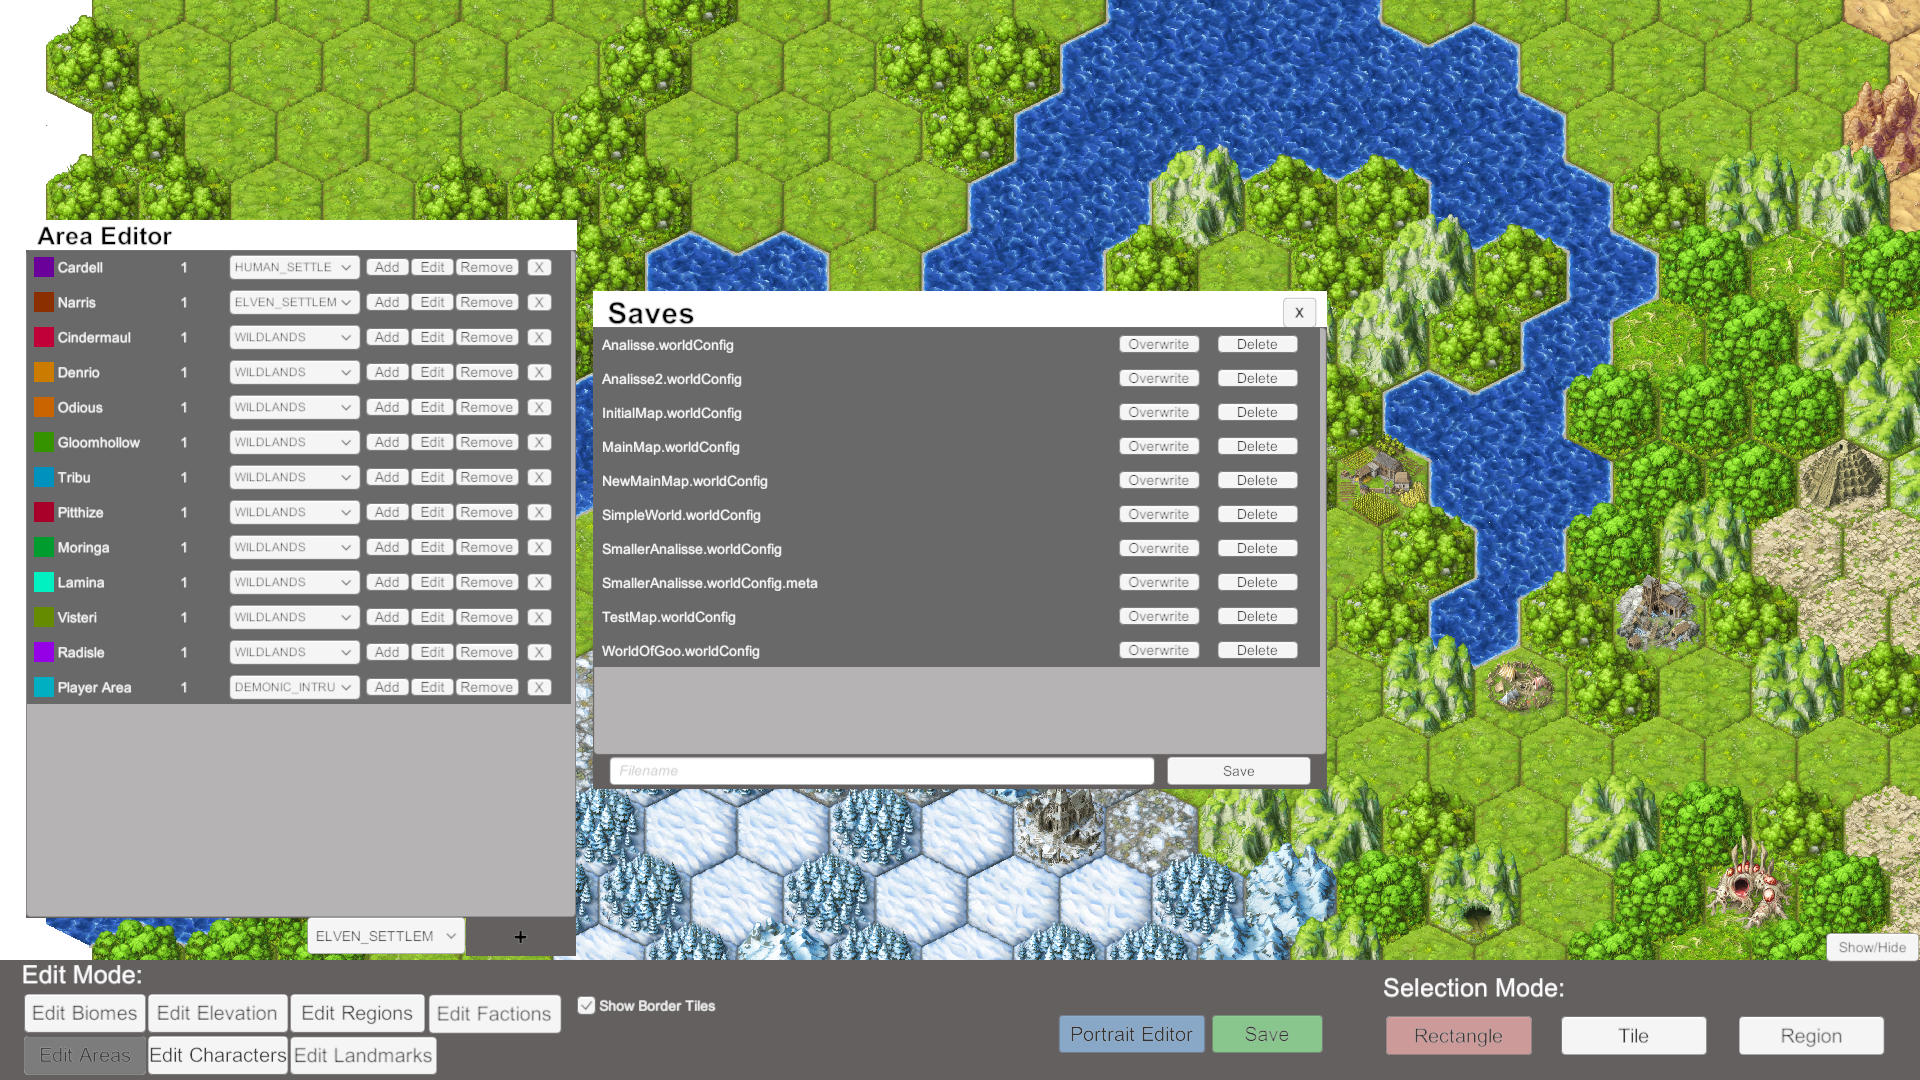 Area Editor
Cardell 1 HUMAN_SETTLE Add Edit Remove X
Narris 1 ELVEN_SETTLEM Add Edit Remove X
Cindermaul 1 WILDLANDS Add Edit Remove X
Denrio 1 WILDLANDS Add Edit Remove X
Odious 1 WILDLANDS Add Edit Remove X
Gloomhollow 1 WILDLANDS Add Edit Remove X
Tribu 1 WILDLANDS Add Edit Remove X
Pitthize 1 WILDLANDS Add Edit Remove X
Moringa 1 WILDLANDS Add Edit Remove X
Lamina 1 WILDLANDS Add Edit Remove X
Visteri 1 WILDLANDS Add Edit Remove X
Radisle 1 WILDLANDS Add Edit Remove X
Player Area 1 DEMONIC_INTRU Add Edit Remove X
ELVEN_SETTLEM +
Saves X
Analisse.worldConfig Overwrite Delete
Analisse2.worldConfig Overwrite Delete
InitialMap.worldConfig Overwrite Delete
MainMap.worldConfig Overwrite Delete
NewMainMap.worldConfig Overwrite Delete
SimpleWorld.worldConfig Overwrite Delete
SmallerAnalisse.worldConfig Overwrite Delete
SmallerAnalisse.worldConfig.meta Overwrite Delete
TestMap.worldConfig Overwrite Delete
WorldOfGoo.worldConfig Overwrite Delete
Filename Save
Show/Hide
Edit Mode:
Edit Biomes Edit Elevation Edit Regions Edit Factions
Edit Areas Edit Characters Edit Landmarks
Show Border Tiles
Portrait Editor Save
Selection Mode:
Rectangle Tile Region